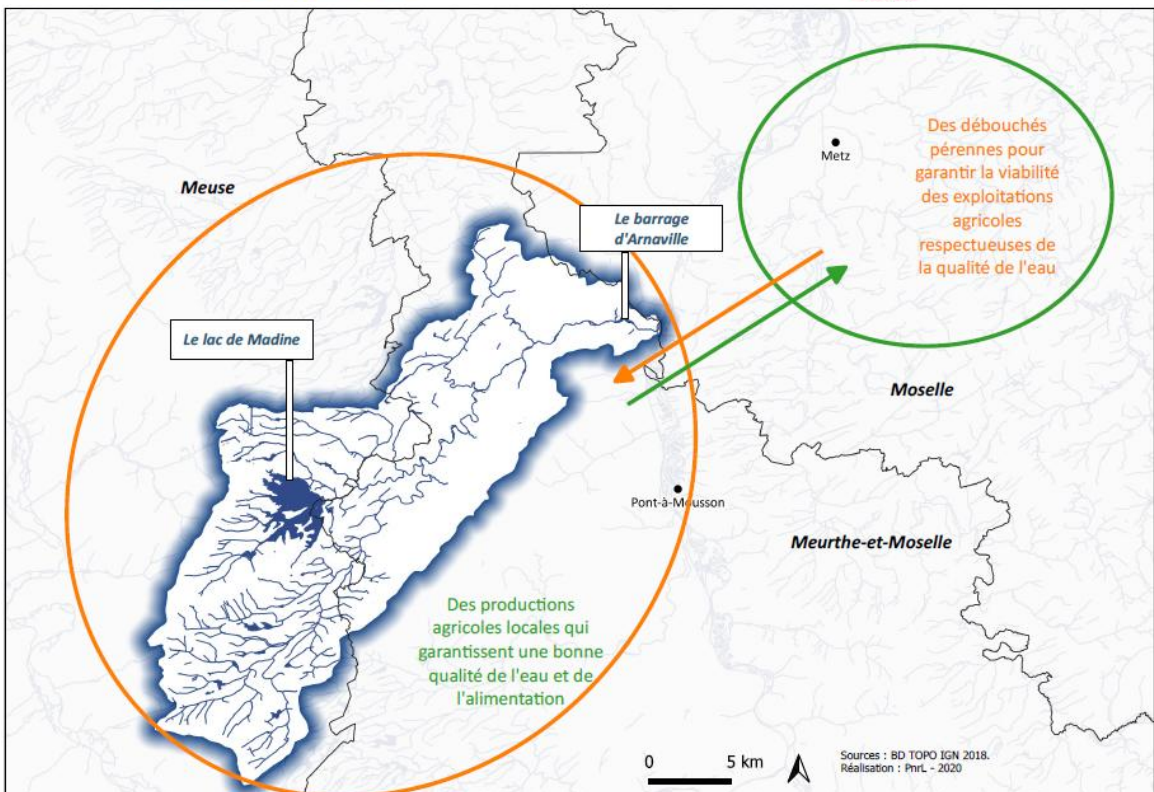 Meuse
Le barrage
d'Arnaville
Metz
Des débouchés
pérennes pour
garantir la viabilité
des exploitations
agricoles
respectueuses de
la qualité de l'eau
Le lac de Madine
Moselle
Pont-à-Mousson
Meurthe-et-Moselle
Des productions
agricoles locales qui
garantissent une bonne
qualité de l'eau et de
l'alimentation
0 5 km
Sources : BD TOPO IGN 2018.
Réalisation : PnrL - 2020